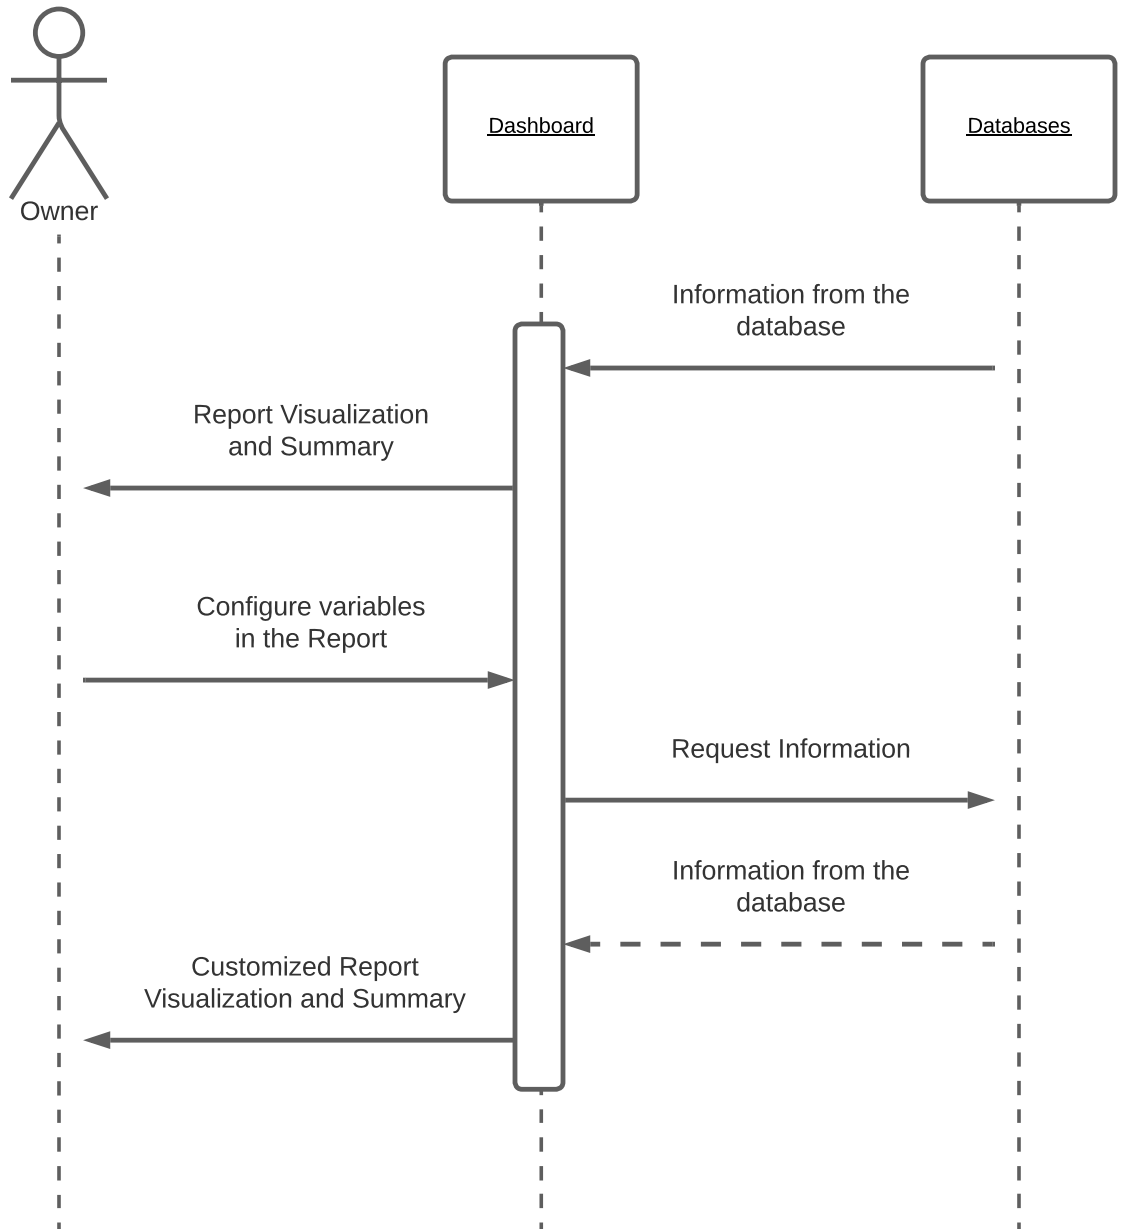 Dashboard
Databases
Owner
Information from the
database
Report Visualization
and Summary
Configure variables
in the Report
Request Information
Information from the
database
Customized Report
Visualization and Summary